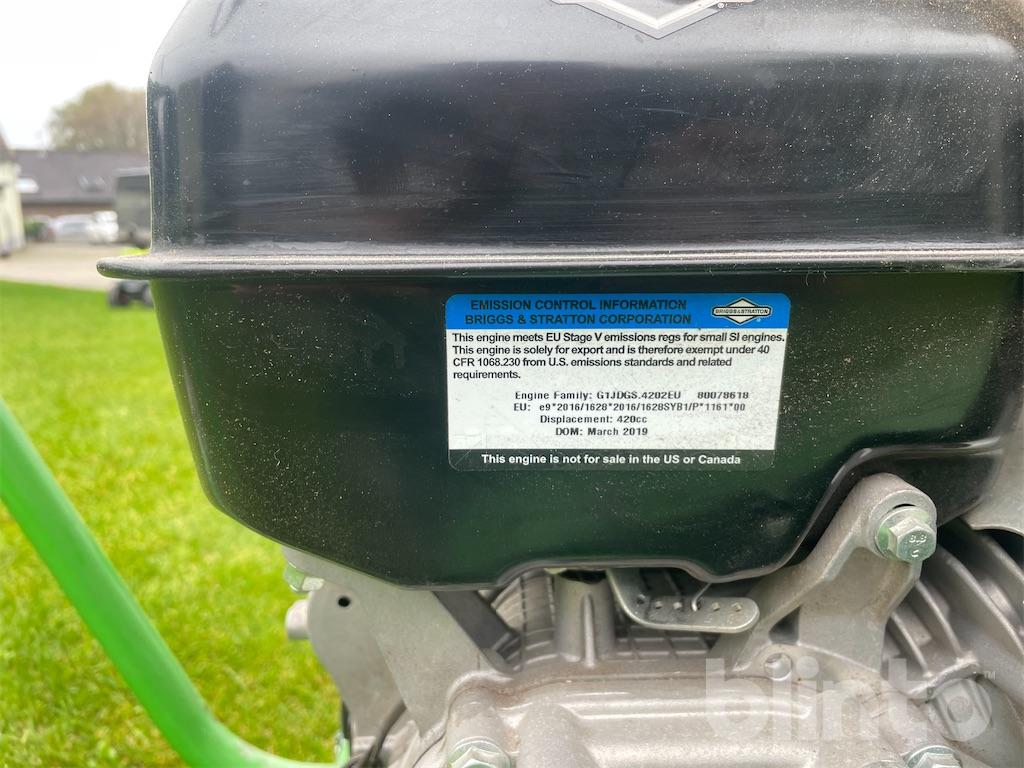 EMISSION CONTROL INFORMATION
BRIGGS & STRATTON CORPORATION
BRIGGS&STRATTON
This engine meets EU Stage V emissions regs for small SI engines.
This engine is solely for export and is therefore exempt under 40
CFR 1068.230 from U.S. emissions standards and related
requirements.
Engine Family: G1JDGS.4202EU 80078618
EU: e9*2016/1628*2016/1628SYB1/P*1161*00
Displacement: 420cc
DOM: March 2019
This engine is not for sale in the US or Canada
8.8
C
blinto™